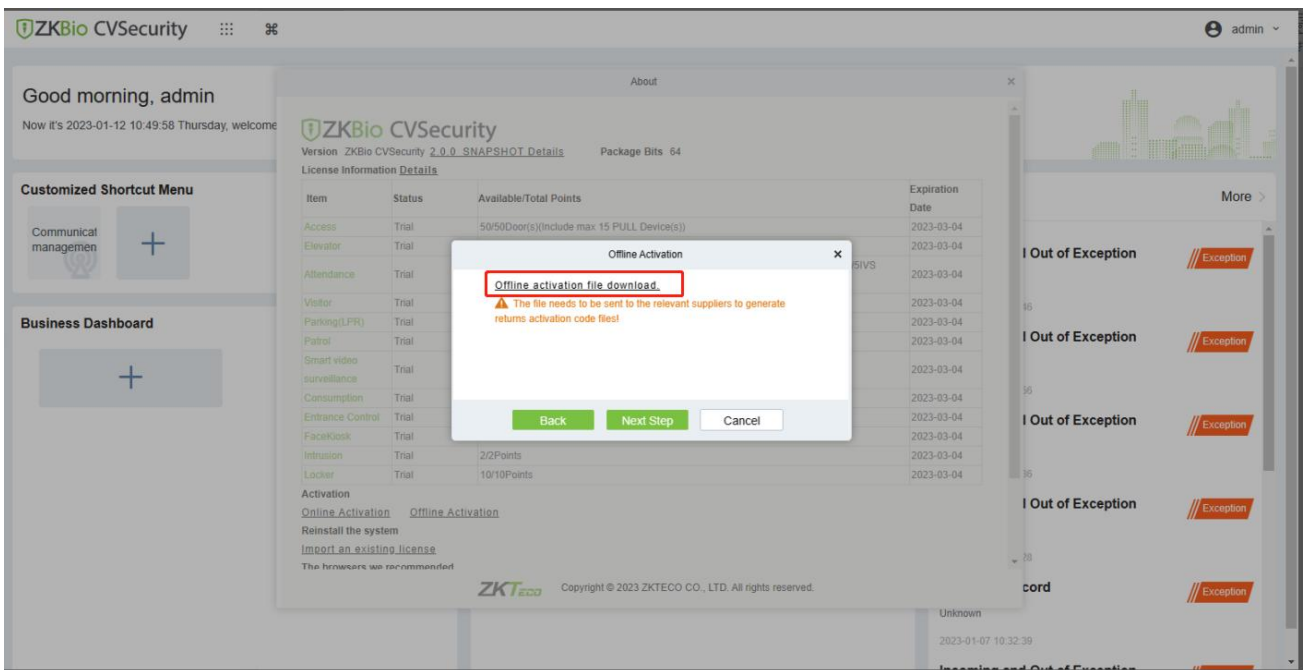 ZKBio CVSecurity
admin
Good morning, admin
Now it's 2023-01-12 10:49:58 Thursday, welcome
Customized Shortcut Menu
Communicat
managemen
Business Dashboard
About
ZKBio CVSecurity
Version ZKBio CVSecurity 2.0.0_SNAPSHOT Details Package Bits 64
License Information Details
Item Status Available/Total Points Expiration Date
Access Trial 50/50Door(s)(Include max 15 PULL Device(s)) 2023-03-04
Elevator Trial 2023-03-04
Attendance Trial 2023-03-04
Visitor Trial 2023-03-04
Parking(LPR) Trial 2023-03-04
Patrol Trial 2023-03-04
Smart video
surveillance Trial 2023-03-04
Consumption Trial 2023-03-04
Entrance Control Trial 2023-03-04
FaceKiosk Trial 2023-03-04
Intrusion Trial 2/2Points 2023-03-04
Locker Trial 10/10Points 2023-03-04
Activation
Online Activation Offline Activation
Reinstall the system
Import an existing license
The browsers we recommended
ZKTECO Copyright © 2023 ZKTECO CO., LTD. All rights reserved.
Offline Activation
Offline activation file download.
The file needs to be sent to the relevant suppliers to generate
returns activation code files!
Back Next Step Cancel
More
Out of Exception Exception
Out of Exception Exception
Out of Exception Exception
Out of Exception Exception
cord Exception
Unknown
2023-01-07 10:32:39
Incoming and Out of Exception